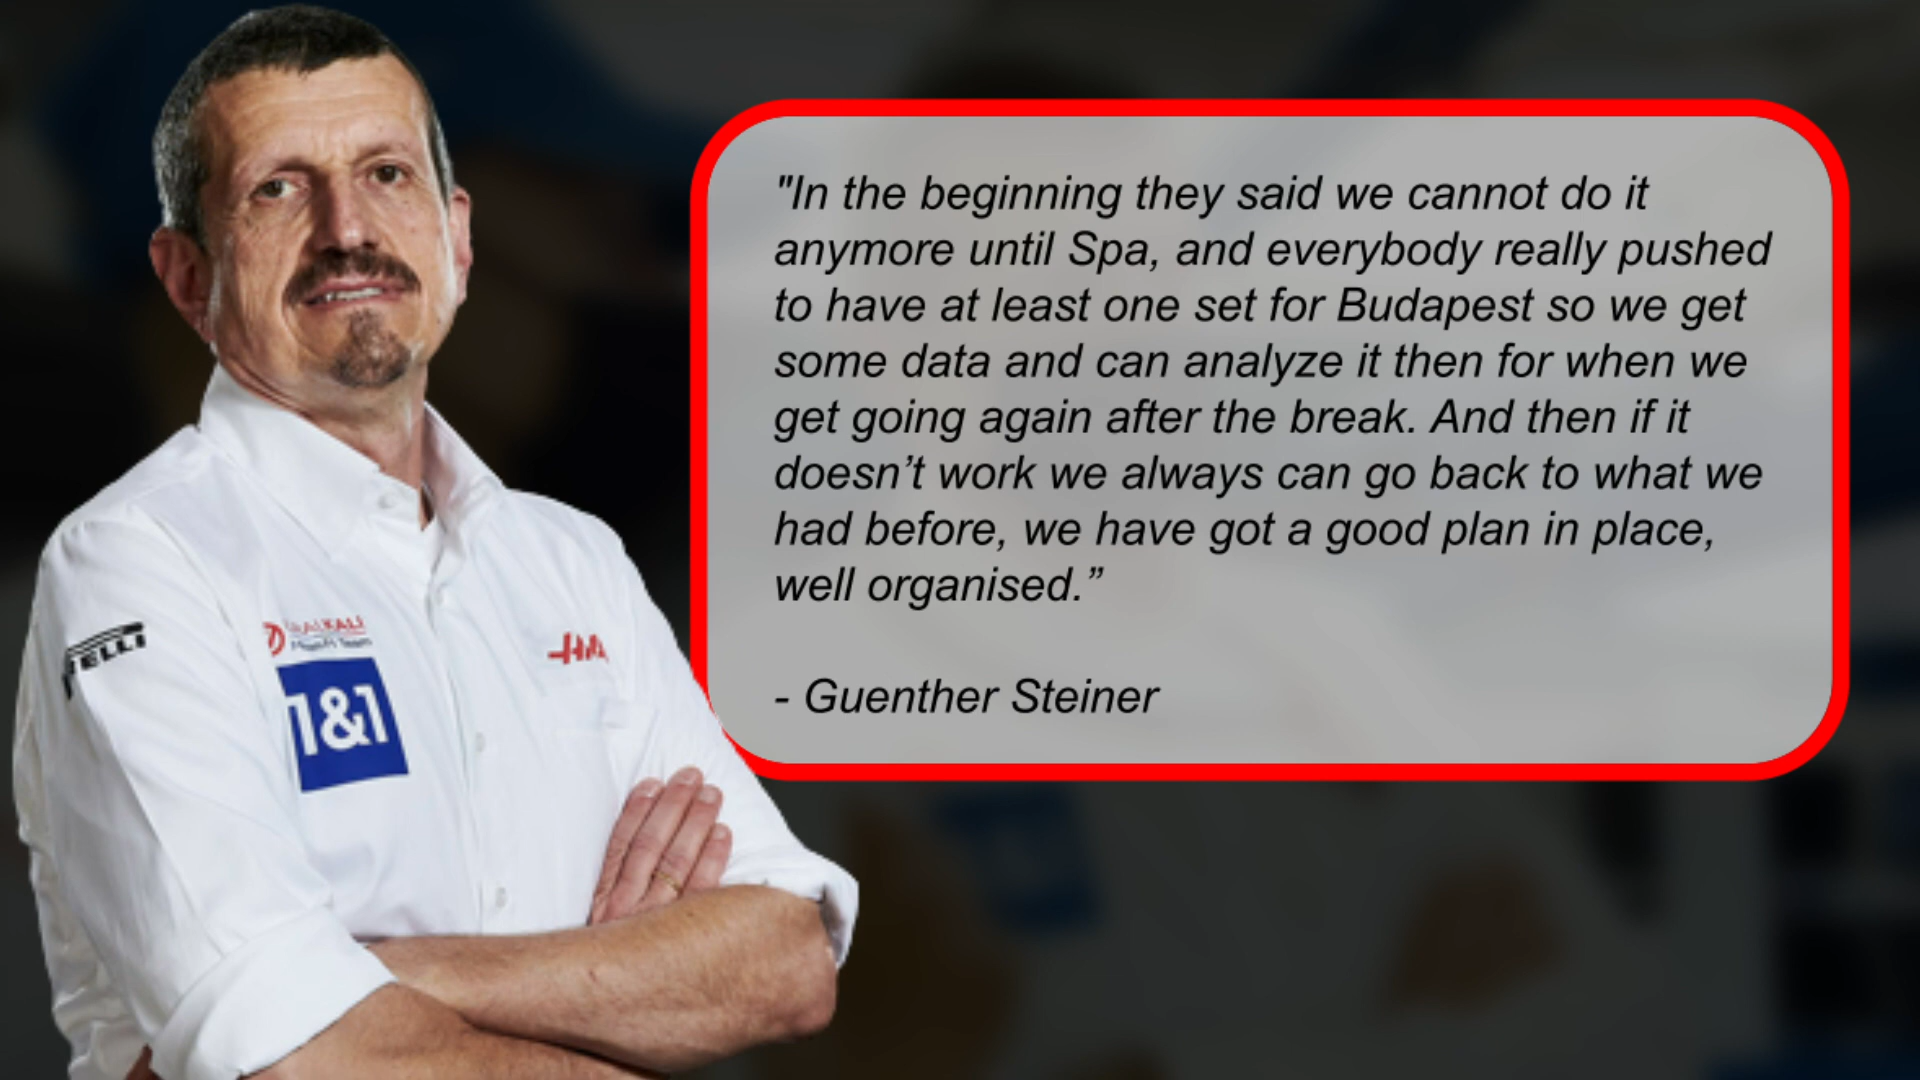 "In the beginning they said we cannot do it
anymore until Spa, and everybody really pushed
to have at least one set for Budapest so we get
some data and can analyze it then for when we
get going again after the break. And then if it
doesn’t work we always can go back to what we
had before, we have got a good plan in place,
well organised.”
- Guenther Steiner
1&1